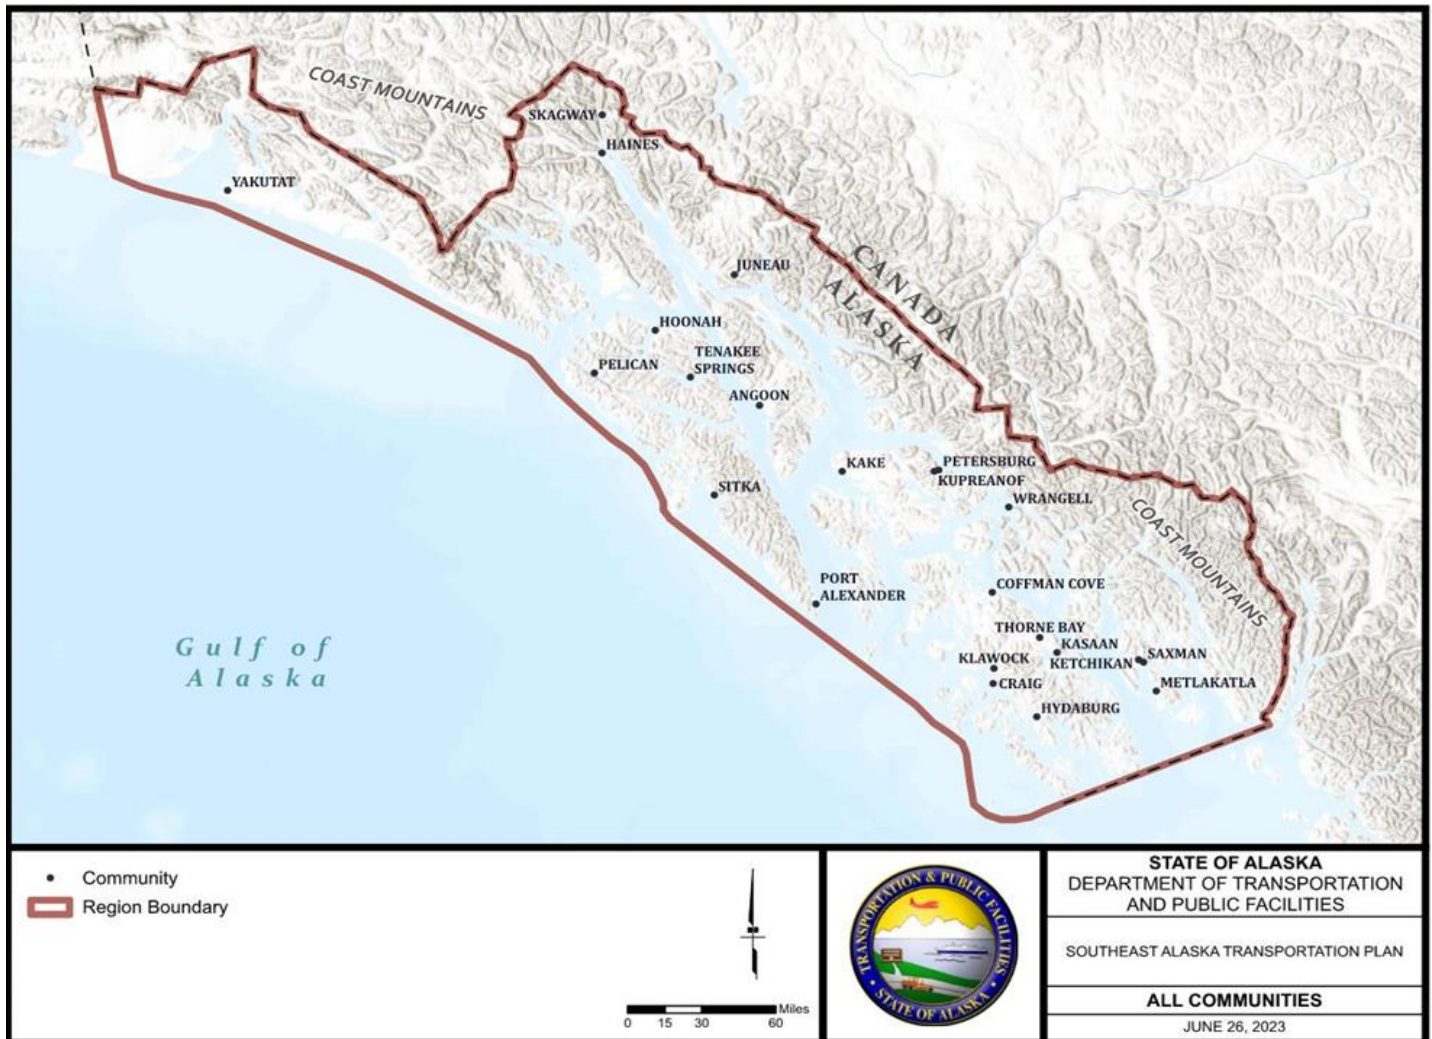 COAST MOUNTAINS
SKAGWAY
HAINES
YAKUTAT
CANADA
ALASKA
JUNEAU
HOONAH
TENAKEE
SPRINGS
PELICAN
ANGOON
KAKE
PETERSBURG
KUPREANOF
SITKA
WRANGELL
COAST MOUNTAINS
PORT
ALEXANDER
COFFMAN COVE
THORNE BAY
KASAAN
KLAWOCK
KETCHIKAN
SAXMAN
CRAIG
METLAKATLA
HYDABURG
Gulf of
Alaska
Community
Region Boundary
Miles
0 15 30 60
TRANSPORTATION & PUBLIC FACILITIES
STATE OF ALASKA
STATE OF ALASKA
DEPARTMENT OF TRANSPORTATION
AND PUBLIC FACILITIES
SOUTHEAST ALASKA TRANSPORTATION PLAN
ALL COMMUNITIES
JUNE 26, 2023